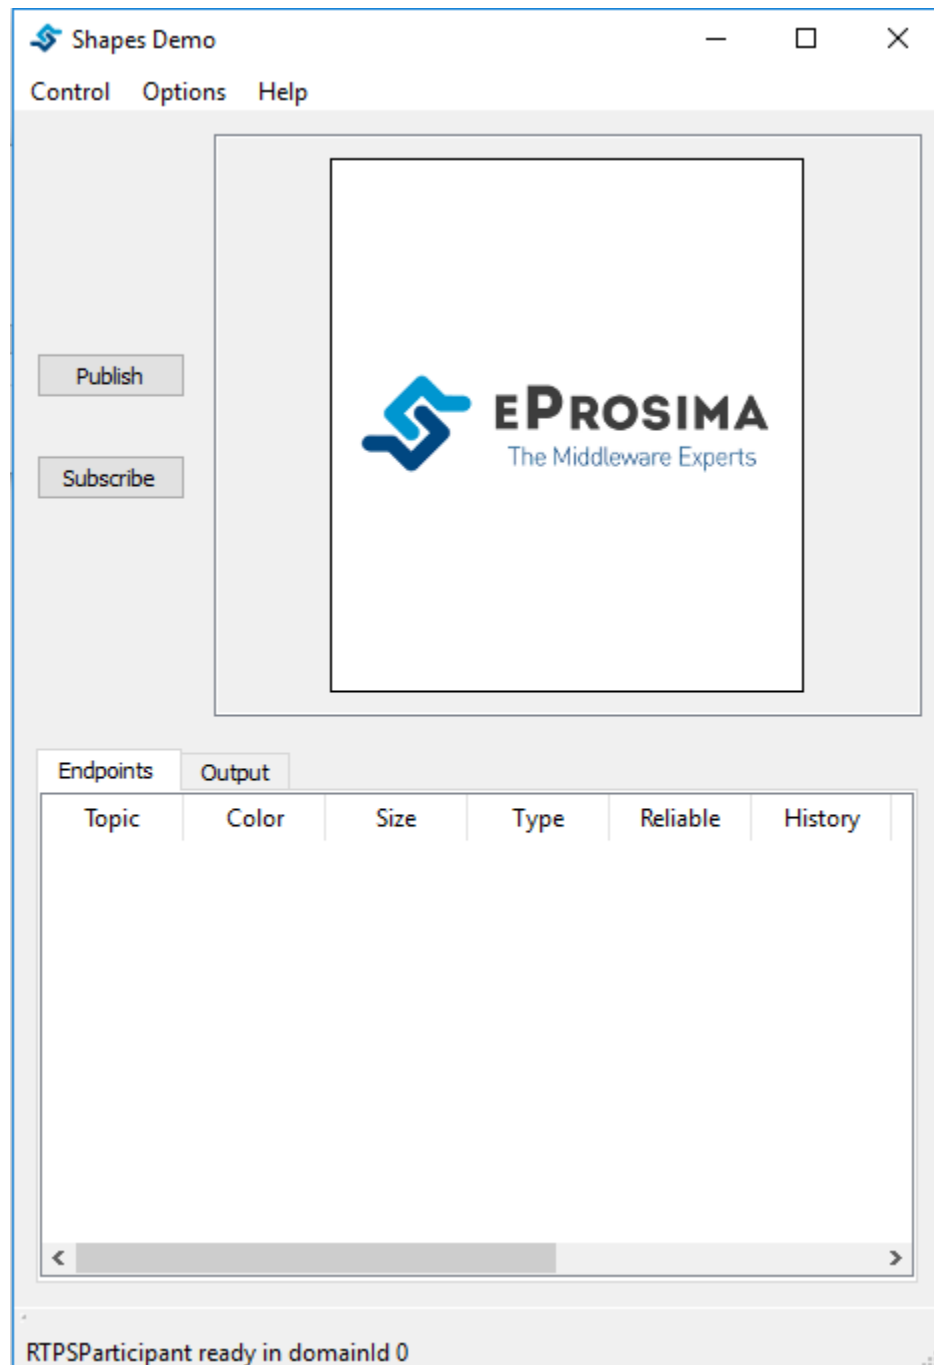 Shapes Demo
Control Options Help
Publish
Subscribe
EPROSIMA
The Middleware Experts
Endpoints Output
Topic Color Size Type Reliable History
RTPSParticipant ready in domainId 0